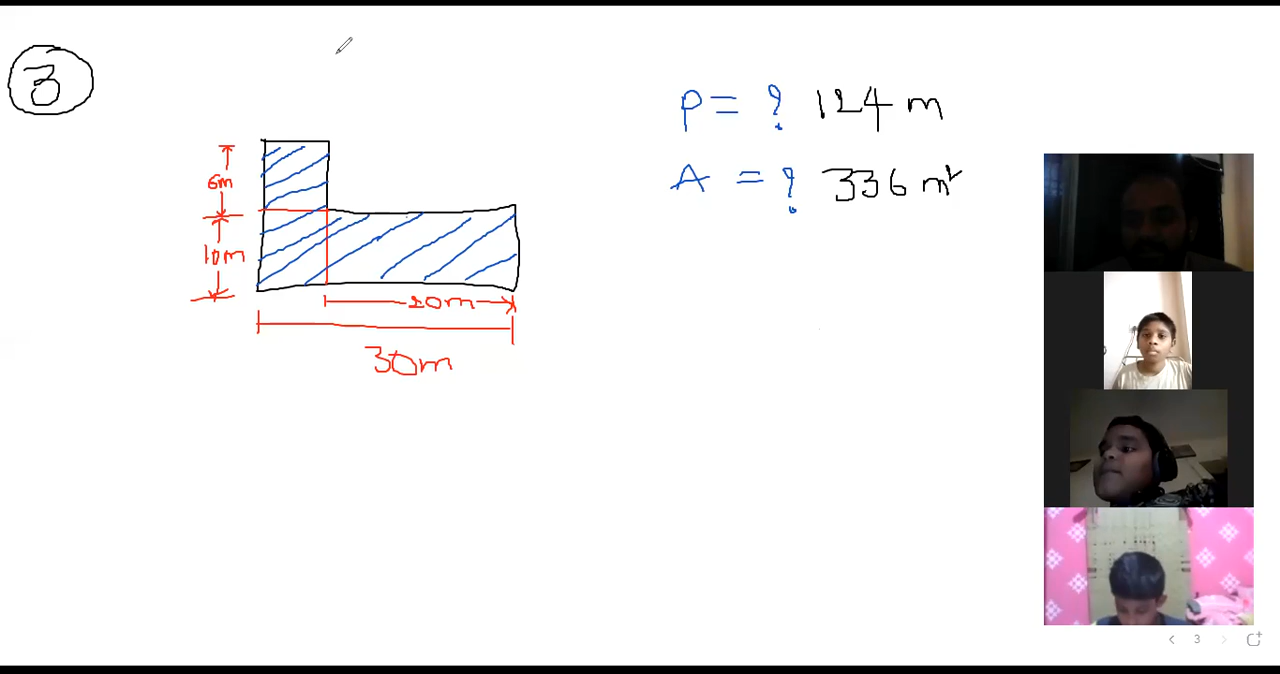 3
P = ? 124 m
A = ? 336 m²
6m
10m
20m
30m
3